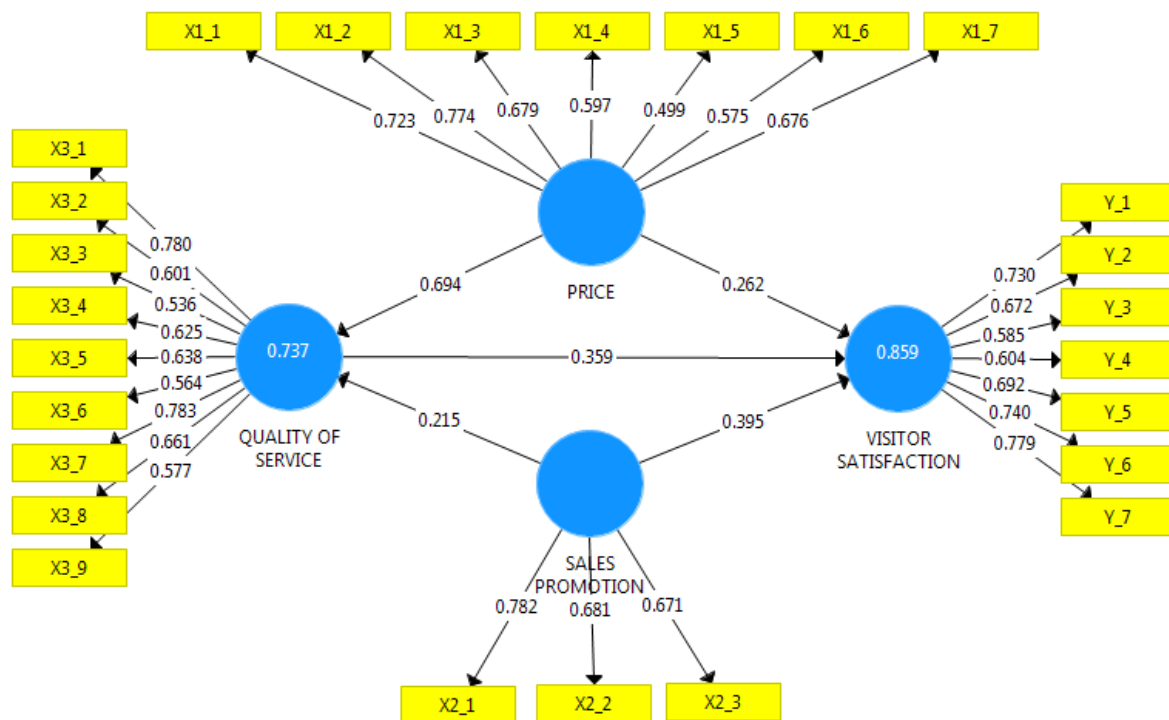 X1_1 X1_2 X1_3 X1_4 X1_5 X1_6 X1_7
0.723 0.774 0.679 0.597 0.499 0.575 0.676
X3_1
X3_2
X3_3
X3_4
X3_5
X3_6
X3_7
X3_8
X3_9
0.780
0.601
0.536
0.625
0.638
0.564
0.783
0.661
0.577
PRICE
0.694
0.262
0.737
QUALITY OF
SERVICE
0.359
0.215
0.395
0.859
VISITOR
SATISFACTION
0.730
0.672
0.585
0.604
0.692
0.740
0.779
Y_1
Y_2
Y_3
Y_4
Y_5
Y_6
Y_7
SALES
PROMOTION
0.782 0.681 0.671
X2_1 X2_2 X2_3